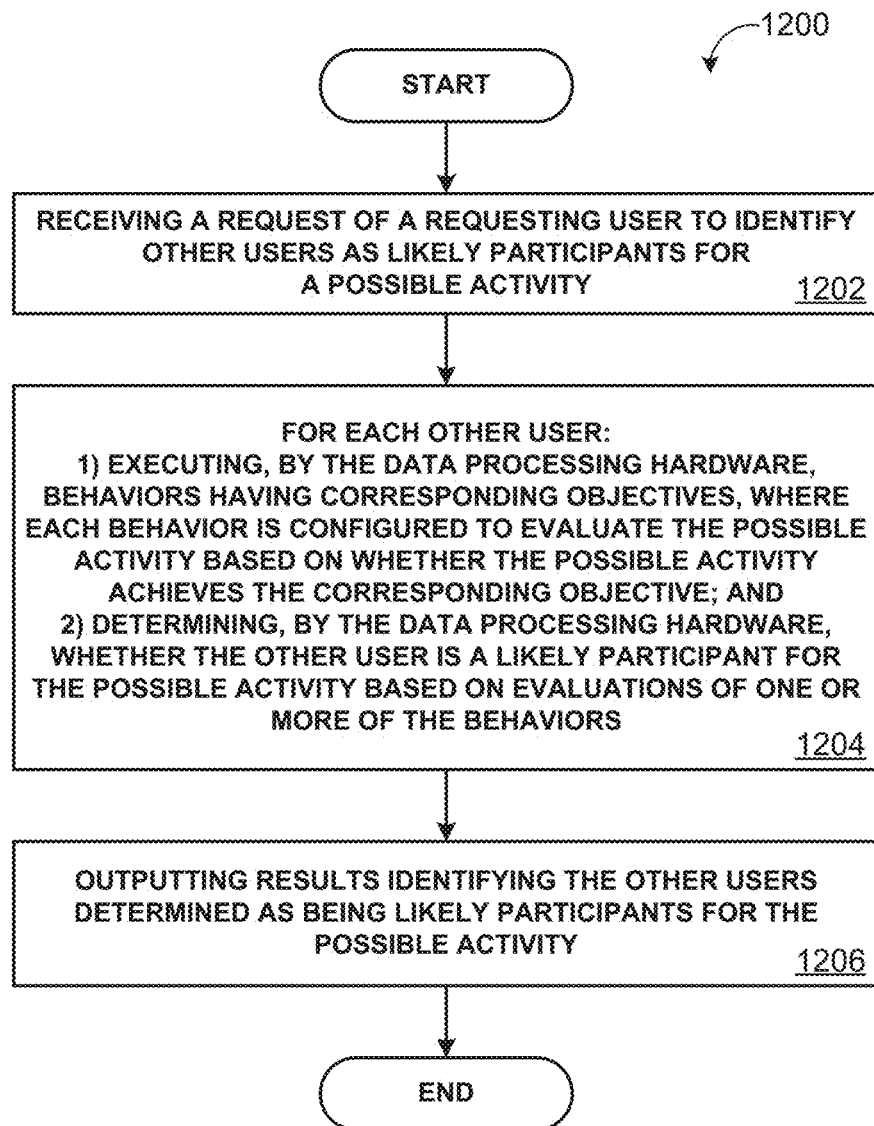 1200
START
RECEIVING A REQUEST OF A REQUESTING USER TO IDENTIFY
OTHER USERS AS LIKELY PARTICIPANTS FOR
A POSSIBLE ACTIVITY
1202
FOR EACH OTHER USER:
1) EXECUTING, BY THE DATA PROCESSING HARDWARE,
BEHAVIORS HAVING CORRESPONDING OBJECTIVES, WHERE
EACH BEHAVIOR IS CONFIGURED TO EVALUATE THE POSSIBLE
ACTIVITY BASED ON WHETHER THE POSSIBLE ACTIVITY
ACHIEVES THE CORRESPONDING OBJECTIVE; AND
2) DETERMINING, BY THE DATA PROCESSING HARDWARE,
WHETHER THE OTHER USER IS A LIKELY PARTICIPANT FOR
THE POSSIBLE ACTIVITY BASED ON EVALUATIONS OF ONE OR
MORE OF THE BEHAVIORS
1204
OUTPUTTING RESULTS IDENTIFYING THE OTHER USERS
DETERMINED AS BEING LIKELY PARTICIPANTS FOR THE
POSSIBLE ACTIVITY
1206
END